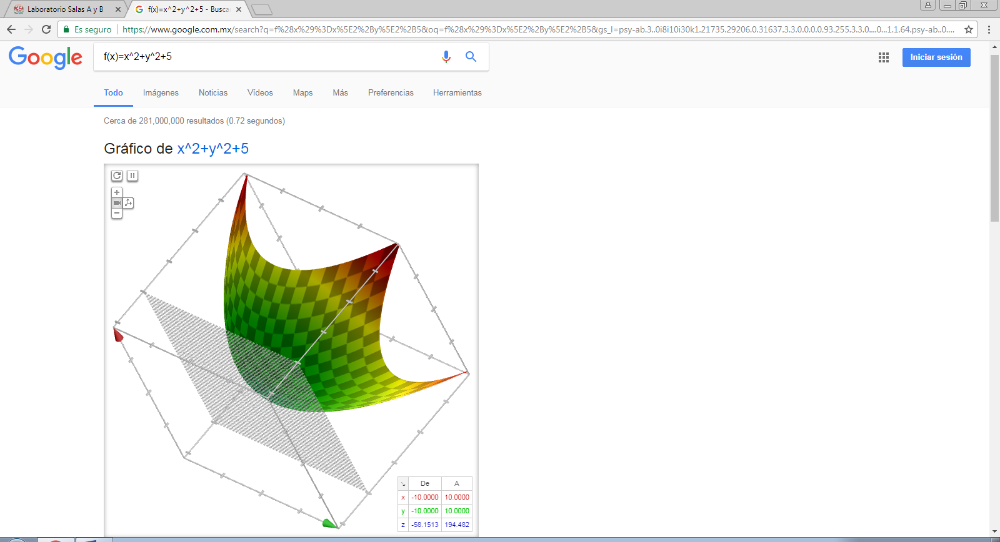 Laboratorio Salas A y B
f(x)=x^2+y^2+5 - Busca
Es seguro
https://www.google.com.mx/search?q=f%28x%29%3Dx%5E2%2By%5E2%2B5&oq=f%28x%29%3Dx%5E2%2By%5E2%2B5&gs_l=psy-ab.3..0i8i10i30k1.21735.29206.0.31637.3.3.0.0.0.0.93.255.3.3.0....0...1.1.64.psy-ab..0....
Google
f(x)=x^2+y^2+5
Iniciar sesión
Todo Imágenes Noticias Vídeos Maps Más Preferencias Herramientas
Cerca de 281,000,000 resultados (0.72 segundos)
Gráfico de x^2+y^2+5
De A
x -10.0000 10.0000
y -10.0000 10.0000
z -58.1513 194.482